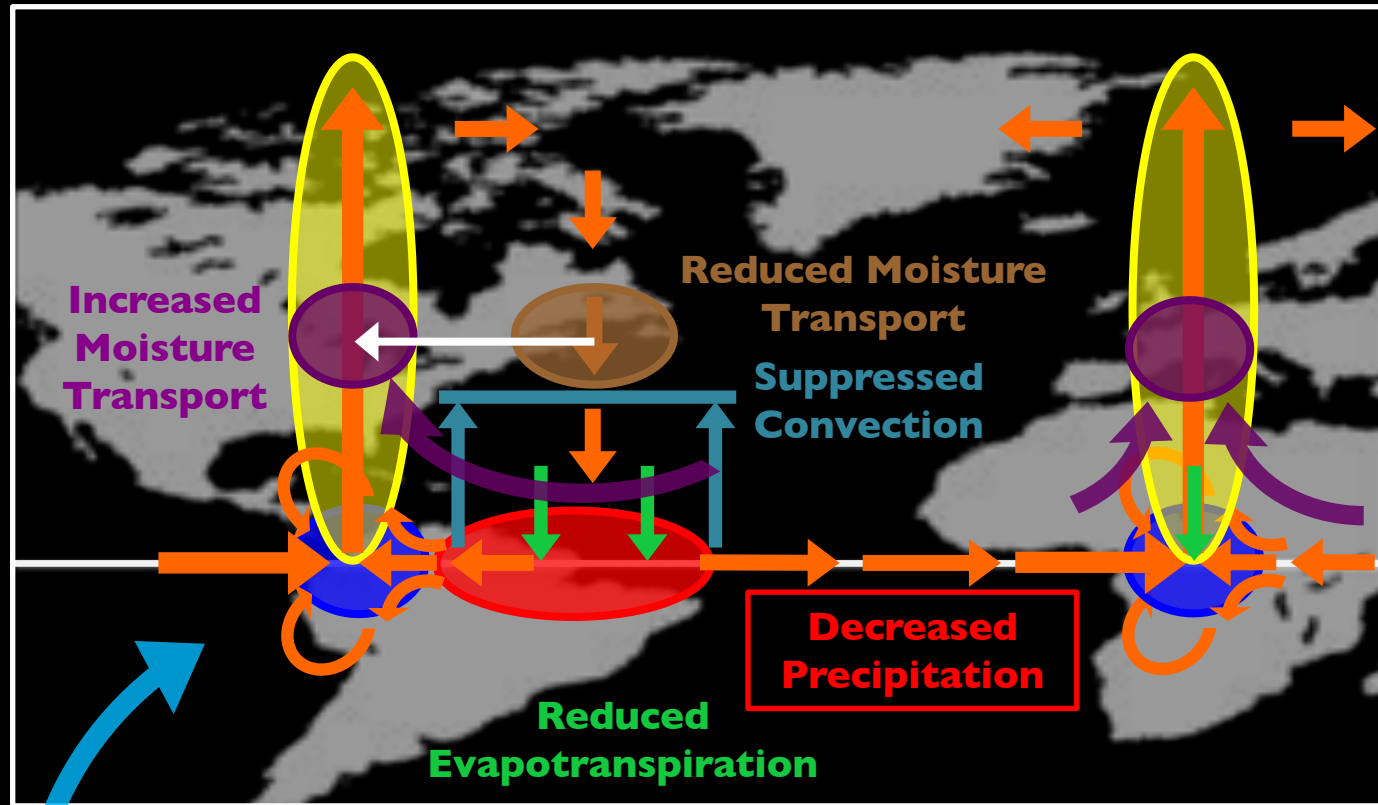 Increased
Moisture
Transport
Reduced Moisture
Transport
Suppressed
Convection
Decreased
Precipitation
Reduced
Evapotranspiration